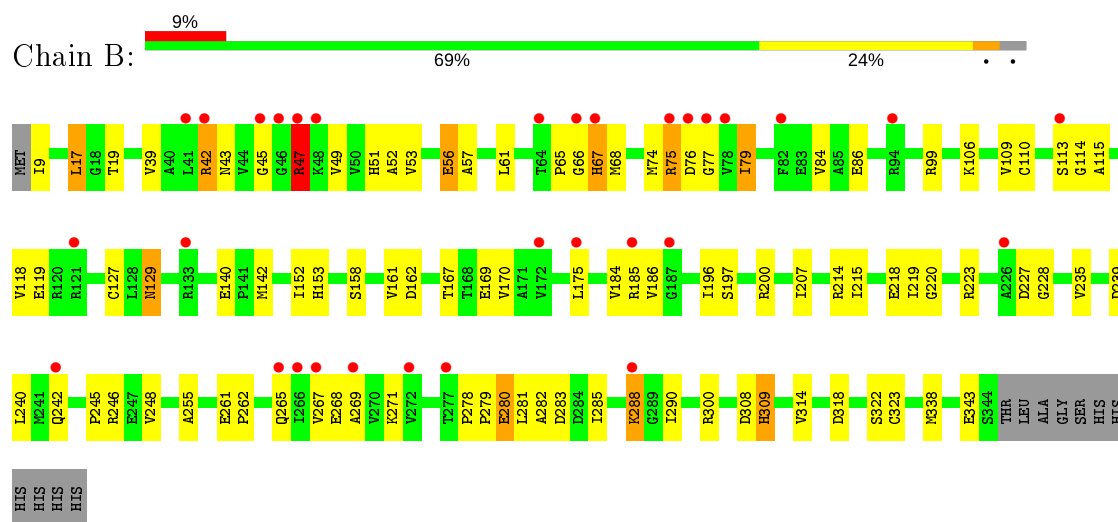 9%
Chain B:
69% 24% • •
MET I9 L17 G18 T19 V39 A40 L41 R42 N43 V44 G45 G46 R47 K48 V49 V50 H51 A52 V53 E56 A57 L61 T64 P65 G66 H67 M68 M74 R75 D76 G77 V78 I79 F82 E83 V84 A85 E86 R94 R99 K106 V109 C110 S113 G114 A115
V118 E119 R120 R121 C127 L128 N129 R133 E140 P141 M142 I152 H153 S158 V161 D162 T167 T168 E169 V170 A171 V172 L175 V184 R185 V186 G187 I196 S197 R200 I207 R214 I215 E218 I219 G220 R223 A226 D227 G228 V235
L240 M241 Q242 P245 R246 E247 V248 A255 E261 P262 Q265 I266 V267 E268 A269 V270 K271 V272 T277 P278 P279 E280 L281 A282 D283 D284 I285 K288 G289 I290 R300 D308 H309 V314 D318 S322 C323 M338 E343 S344 THR LEU ALA GLY SER HIS
HIS HIS HIS HIS